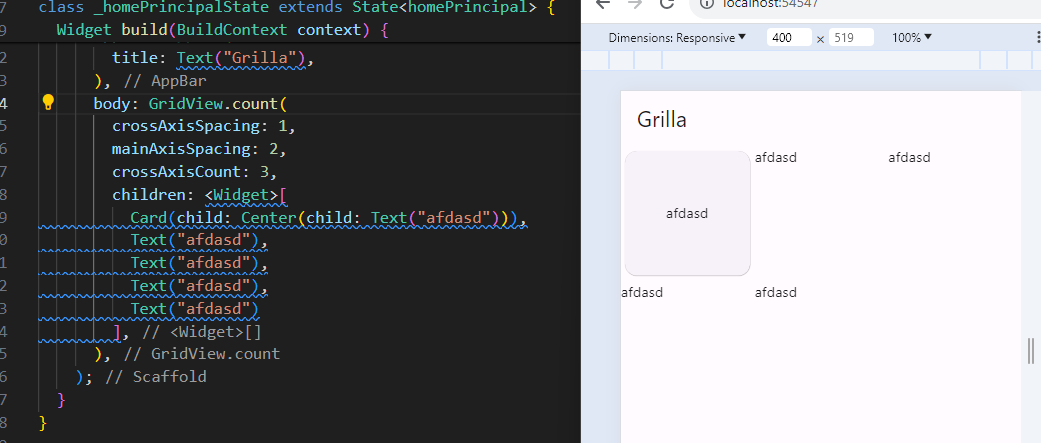 7 class _homePrincipalState extends State<homePrincipal> {
9 Widget build(BuildContext context) {
2 title: Text("Grilla"),
3 ), // AppBar
4 body: GridView.count(
5 crossAxisSpacing: 1,
6 mainAxisSpacing: 2,
7 crossAxisCount: 3,
8 children: <Widget>[
9 Card(child: Center(child: Text("afdasd"))),
0 Text("afdasd"),
1 Text("afdasd"),
2 Text("afdasd"),
3 Text("afdasd")
4 ], // <Widget>[]
5 ), // GridView.count
6 ); // Scaffold
7 }
8 }
localhost:54547
Dimensions: Responsive 400 × 519 100%
Grilla
afdasd afdasd afdasd
afdasd afdasd